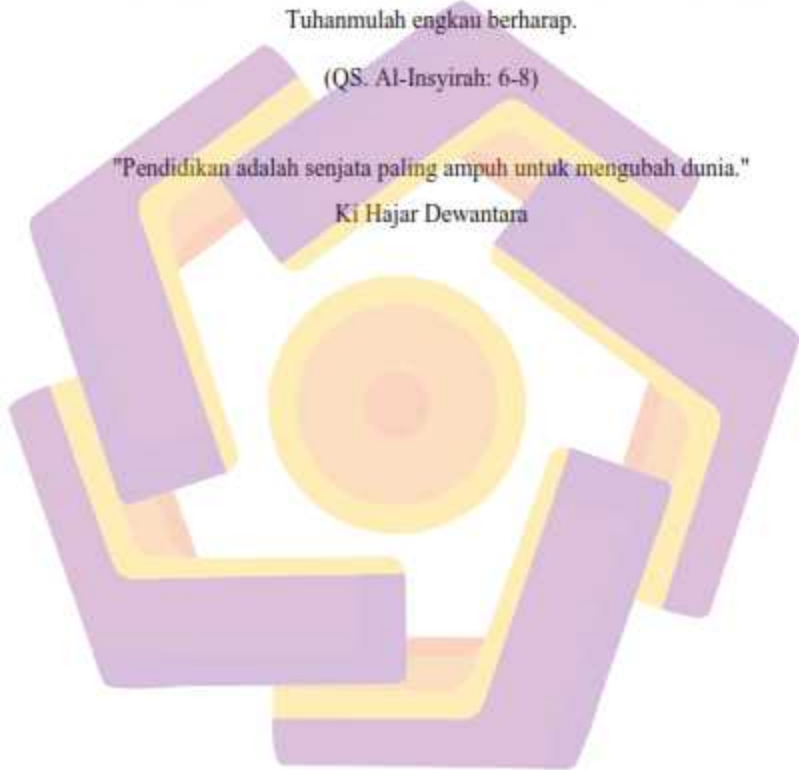 Tuhanmulah engkau berharap.
(QS. Al-Insyirah: 6-8)
"Pendidikan adalah senjata paling ampuh untuk mengubah dunia."
Ki Hajar Dewantara